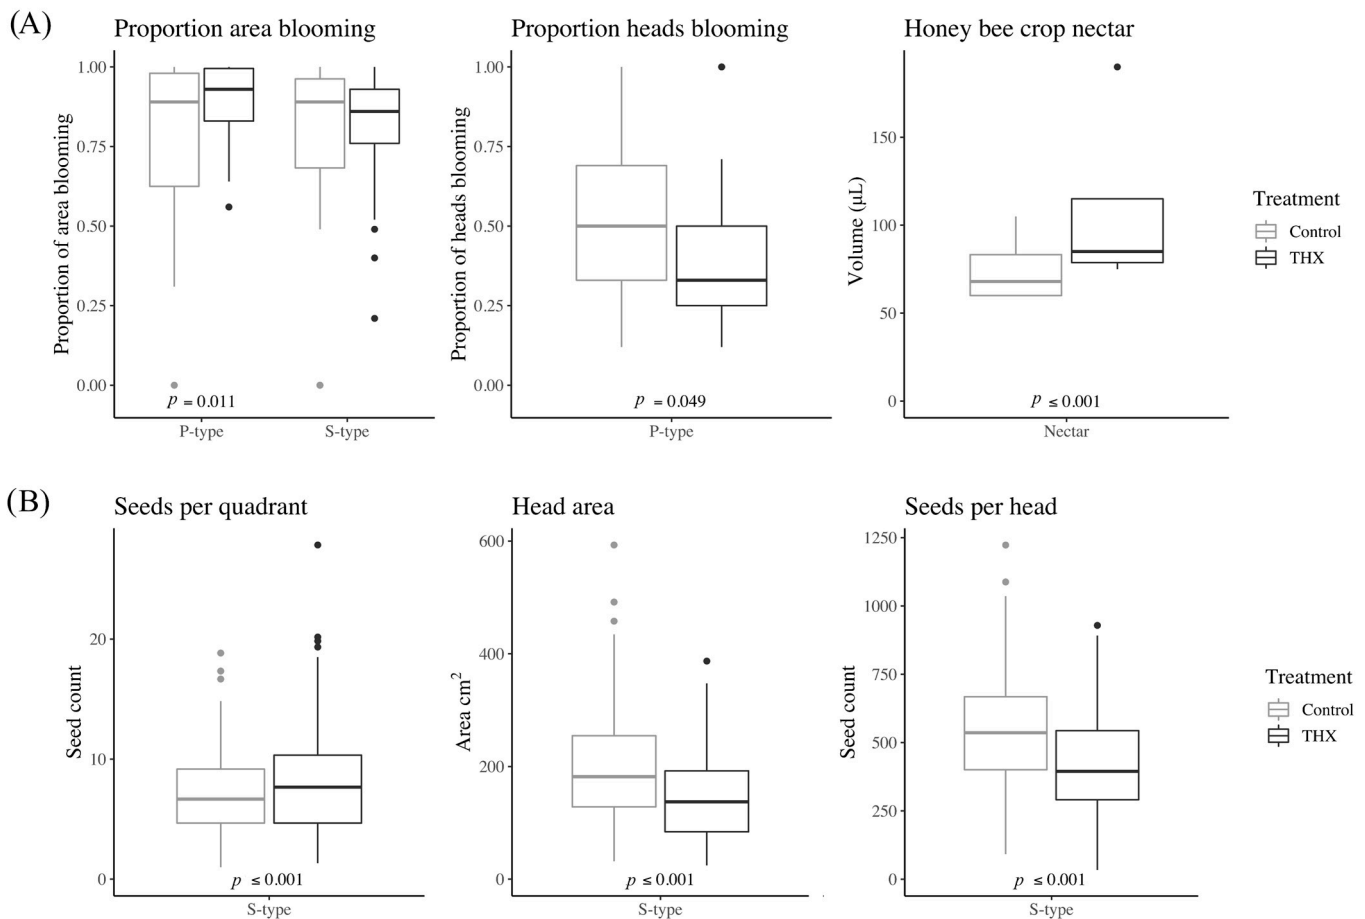 (A)
Proportion area blooming
Proportion of area blooming
1.00
0.75
0.50
0.25
0.00
p = 0.011
P-type
S-type
Proportion heads blooming
Proportion of heads blooming
1.00
0.75
0.50
0.25
0.00
p = 0.049
P-type
Honey bee crop nectar
Volume (µL)
150
100
50
0
p ≤ 0.001
Nectar
Treatment
Control
THX
(B)
Seeds per quadrant
Seed count
20
10
0
p ≤ 0.001
S-type
Head area
Area cm²
600
400
200
0
p ≤ 0.001
S-type
Seeds per head
Seed count
1250
1000
750
500
250
0
p ≤ 0.001
S-type
Treatment
Control
THX